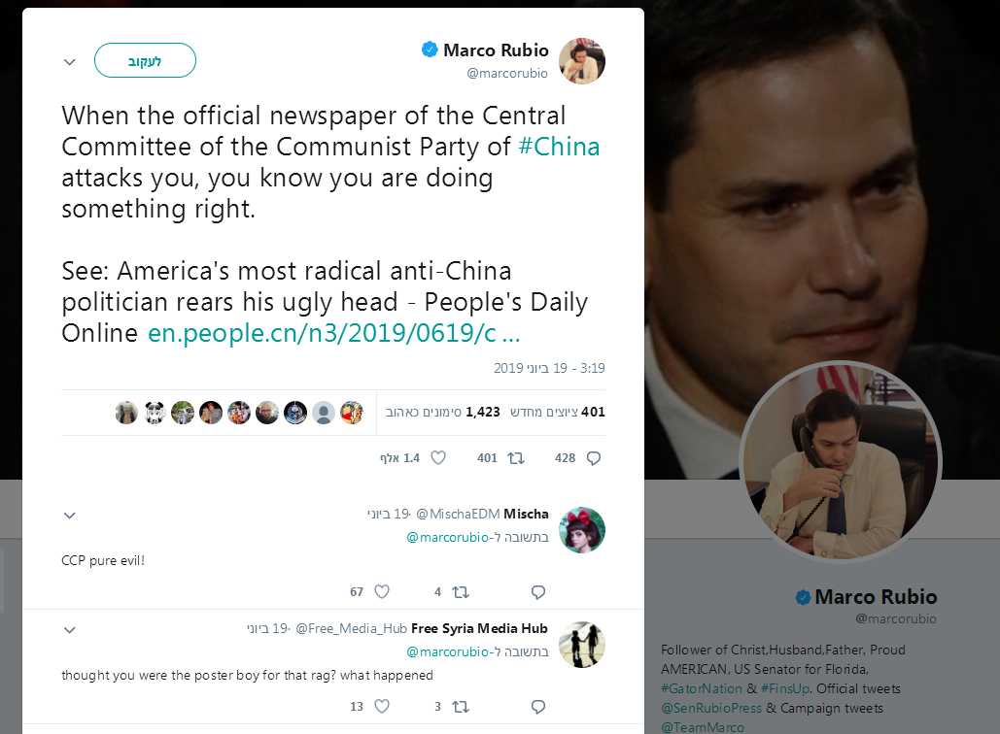 לעקוב
Marco Rubio
@marcorubio
When the official newspaper of the Central
Committee of the Communist Party of #China
attacks you, you know you are doing
something right.
See: America's most radical anti-China
politician rears his ugly head - People's Daily
Online en.people.cn/n3/2019/0619/c …
3:19 - 19 ביוני 2019
401 ציוצים מחדש 1,423 סימונים כאהוב
428 401 1.4 אלף
Mischa @MischaEDM · 19 ביוני
בתשובה ל-@marcorubio
CCP pure evil!
4 67
Free Syria Media Hub @Free_Media_Hub · 19 ביוני
בתשובה ל-@marcorubio
thought you were the poster boy for that rag? what happened
3 13
Marco Rubio
@marcorubio
Follower of Christ,Husband,Father, Proud
AMERICAN, US Senator for Florida,
#GatorNation & #FinsUp. Official tweets
@SenRubioPress & Campaign tweets
@TeamMarco